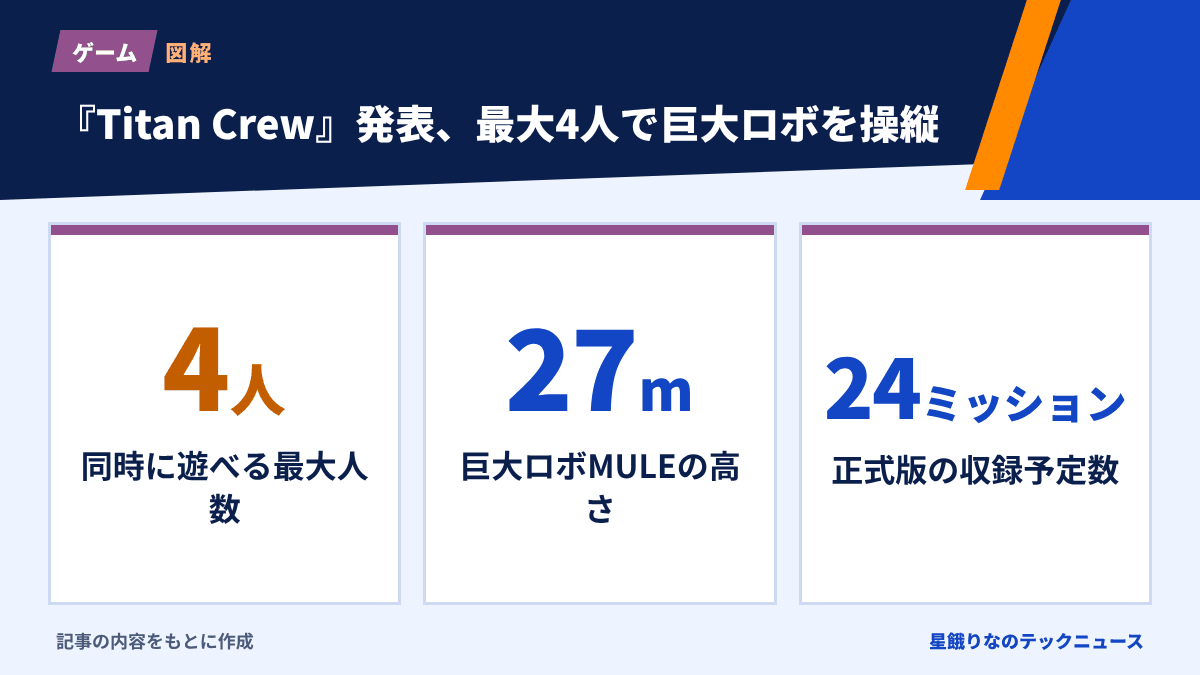 ゲーム 図解
『Titan Crew』発表、最大4人で巨大ロボを操縦
4人
同時に遊べる最大人
数
27m
巨大ロボMULEの高
さ
24ミッション
正式版の収録予定数
記事の内容をもとに作成
星餓りなのテックニュース